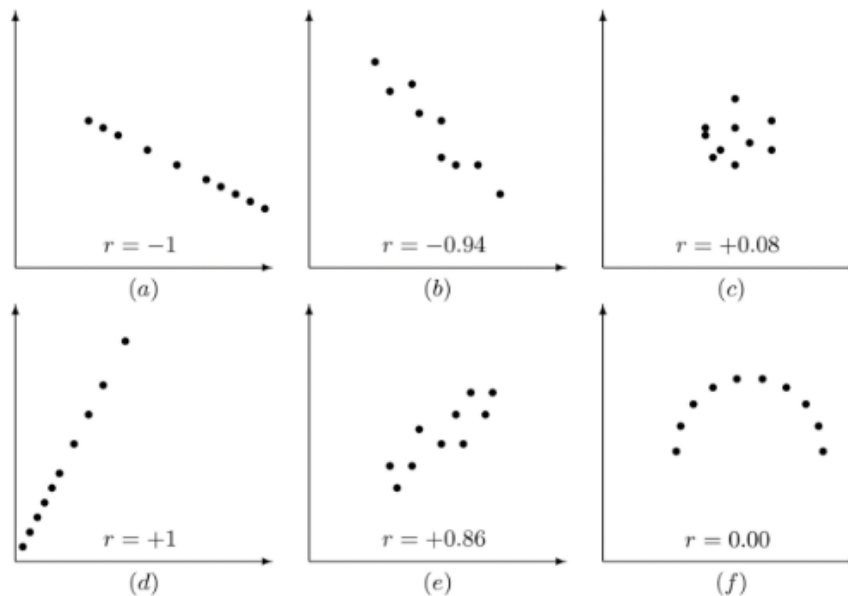 r = −1
r = −0.94
r = +0.08
(a)
(b)
(c)
r = +1
r = +0.86
r = 0.00
(d)
(e)
(f)